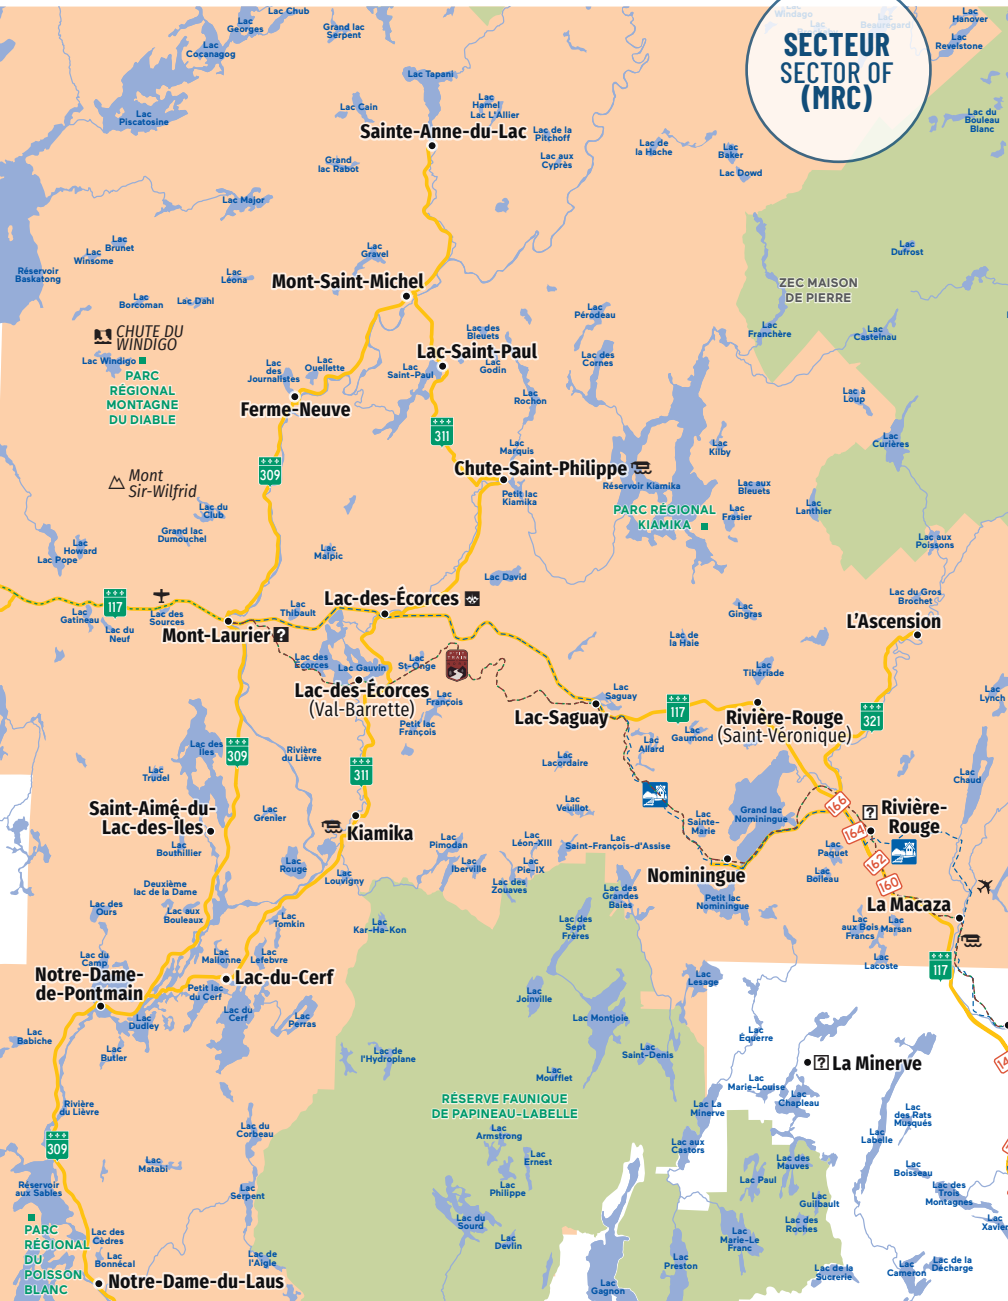 Lac Chub
Lac
Georges
Grand lac
Serpent
Lac
Windago
Lac
Beauregard
Lac
Hanover
Lac
Revelstone
SECTEUR
SECTOR OF
(MRC)
Lac
Cocanagog
Lac Tapani
Lac
Piscatosine
Lac Cain
Lac
Hamel
Lac L'Allier
Sainte-Anne-du-Lac
Lac de la
Pitchoff
Lac aux
Cyprès
Lac de
la Hache
Lac
Baker
Lac Dowd
Lac du
Bouleau
Blanc
Grand
lac Rabot
Lac Major
Lac
Brunet
Lac
Winsome
Lac
Gravel
Lac
Dufrost
Réservoir
Baskatong
Lac
Léona
Mont-Saint-Michel
ZEC MAISON
DE PIERRE
Lac
Borcoman
Lac Dahl
Lac
Pérodeau
CHUTE DU
WINDIGO
Lac des
Bleuets
Lac
Franchère
Lac
Castelnau
Lac Windigo
Lac-Saint-Paul
PARC
RÉGIONAL
MONTAGNE
DU DIABLE
Lac
des
Journalistes
Lac
Ouellette
Lac
Saint-Paul
Lac
Godin
Lac des
Cornes
Ferme-Neuve
Lac
Rochon
Lac à
Loup
311
Lac
Marquis
Lac
Kilby
Lac
Curières
309
Chute-Saint-Philippe
Mont
Sir-Wilfrid
Petit lac
Kiamika
Réservoir Kiamika
Lac aux
Bleuets
Lac du
Club
PARC RÉGIONAL
KIAMIKA
Lac
Frasier
Lac
Lanthier
Grand lac
Dumouchel
Lac
Howard
Lac Pope
Lac
Malpic
Lac aux
Poissons
Lac David
117
Lac-des-Écorces
Lac du Gros
Brochet
Lac
Gatineau
Lac des
Sources
Lac
Thibault
Lac
Gingras
L'Ascension
Lac du
Neuf
Mont-Laurier
Lac de
la Haie
Lac des
Écorces
Lac Gauvin
Lac
St-Onge
P'TIT
TRAIN
Lac
Tibériade
Lac-des-Écorces
(Val-Barrette)
Lac
François
Lac
Saguay
Lac
Lynch
Lac-Saguay
117
Rivière-Rouge
(Saint-Véronique)
321
Petit lac
François
Lac
Gaumond
Lac
Allard
Lac des
Îles
309
Rivière
du Lièvre
Lac
Lacordaire
311
Lac
Trudel
Lac
Chaud
Saint-Aimé-du-
Lac-des-Îles
Lac
Grenier
Lac
Veuillot
Lac
Sainte-
Marie
Grand lac
Nominingue
166
Rivière-
Rouge
Kiamika
164
Lac
Bouthillier
Lac
Pimodan
Lac
Léon-XIII
Saint-François-d'Assise
Lac
Paquet
Lac
Rouge
Lac
Louvigny
Lac
Iberville
Lac
Pie-IX
Nominingue
162
Lac
Boileau
160
Deuxième
lac de la Dame
Lac des
Zouaves
Lac des
Grandes
Baies
Petit lac
Nominingue
La Macaza
Lac des
Ours
Lac aux
Bouleaux
Lac
Tomkin
Lac
Kar-Ha-Kon
Lac des
Sept
Frères
Lac
aux Bois
Francs
Lac
Marsan
Lac du
Camp
Lac
Mallonne
Lac
Lefebvre
Lac
Lacoste
117
Notre-Dame-
de-Pontmain
Lac-du-Cerf
Lac
Lesage
Petit lac
du Cerf
Lac
Joinville
Lac
Dudley
Lac du
Cerf
Lac
Perras
Lac Montjoie
Lac
Babiche
Lac
Équerre
Lac
Butler
Lac de
l'Hydroplane
Lac
Saint-Denis
La Minerve
Lac
Moufflet
Lac
Marie-Louise
Rivière
du Lièvre
RÉSERVE FAUNIQUE
DE PAPINEAU-LABELLE
Lac
Chapleau
Lac La
Minerve
Lac
des Rats
Musqués
Lac du
Corbeau
Lac
Armstrong
Lac
Labelle
309
Lac aux
Castors
Lac
Matabi
Lac
Ernest
Lac des
Mauves
Lac
Boisseau
Réservoir
aux Sables
Lac
Serpent
Lac
Philippe
Lac Paul
Lac
Guilbault
Lac des
Trois
Montagnes
PARC
RÉGIONAL
DU
POISSON
BLANC
Lac des
Cèdres
Lac du
Sourd
Lac des
Roches
Lac
Xavier
Lac
Devlin
Lac
Marie-Le
Franc
Lac
Bonnécal
Lac de
l'Aigle
Lac
Preston
Lac de la
Sucrerie
Lac
Cameron
Lac de la
Décharge
Notre-Dame-du-Laus
Lac
Gagnon